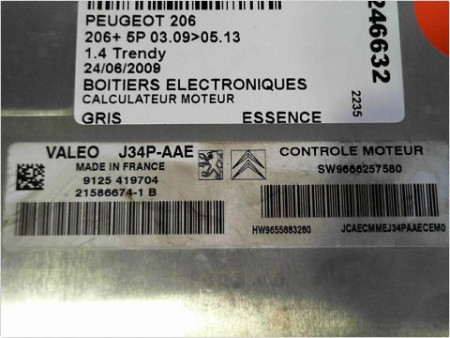 PEUGEOT 206
206+ 5P 03.09>05.13
1.4 Trendy
24/06/2009
BOITIERS ELECTRONIQUES
CALCULATEUR MOTEUR
GRIS ESSENCE
246632
2235
VALEO J34P-AAE
MADE IN FRANCE
9125 419704
21586674-1 B
CONTROLE MOTEUR
SW9666257580
HW9655883280 JCAECMMEJ34PAAECEM0